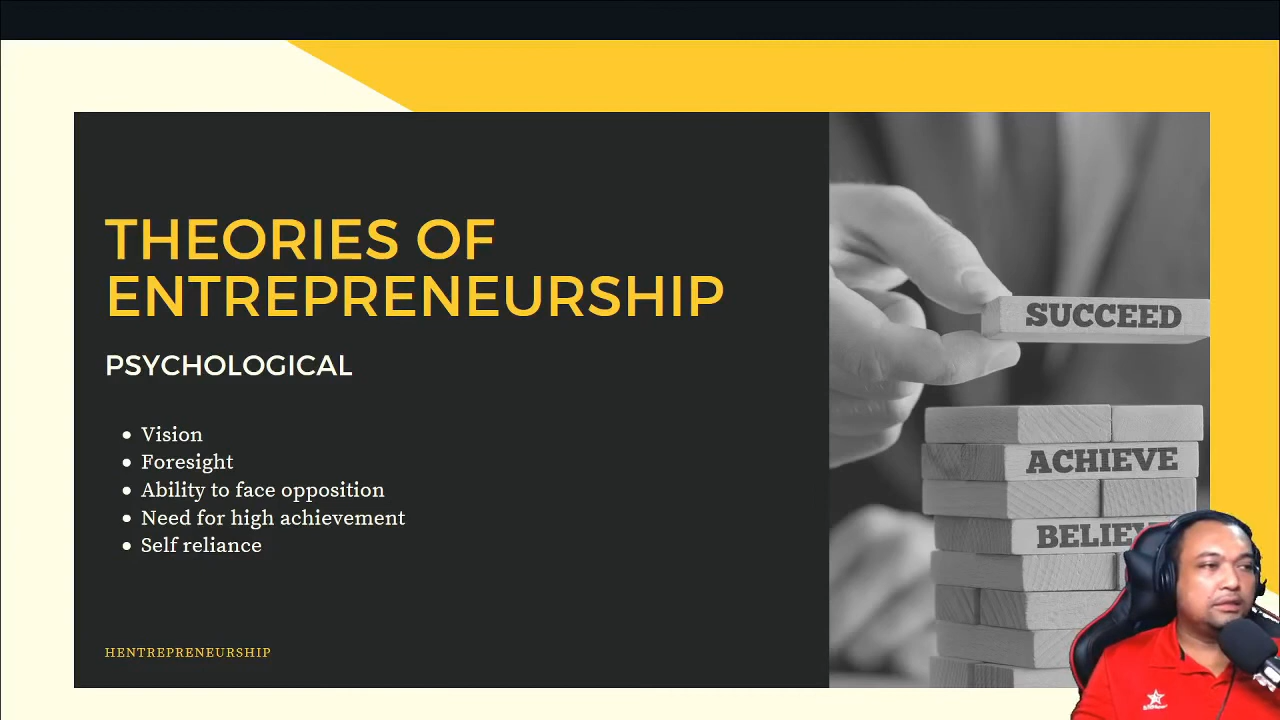 THEORIES OF
ENTREPRENEURSHIP
PSYCHOLOGICAL
Vision
Foresight
Ability to face opposition
Need for high achievement
Self reliance
HENTREPRENEURSHIP
SUCCEED
ACHIEVE